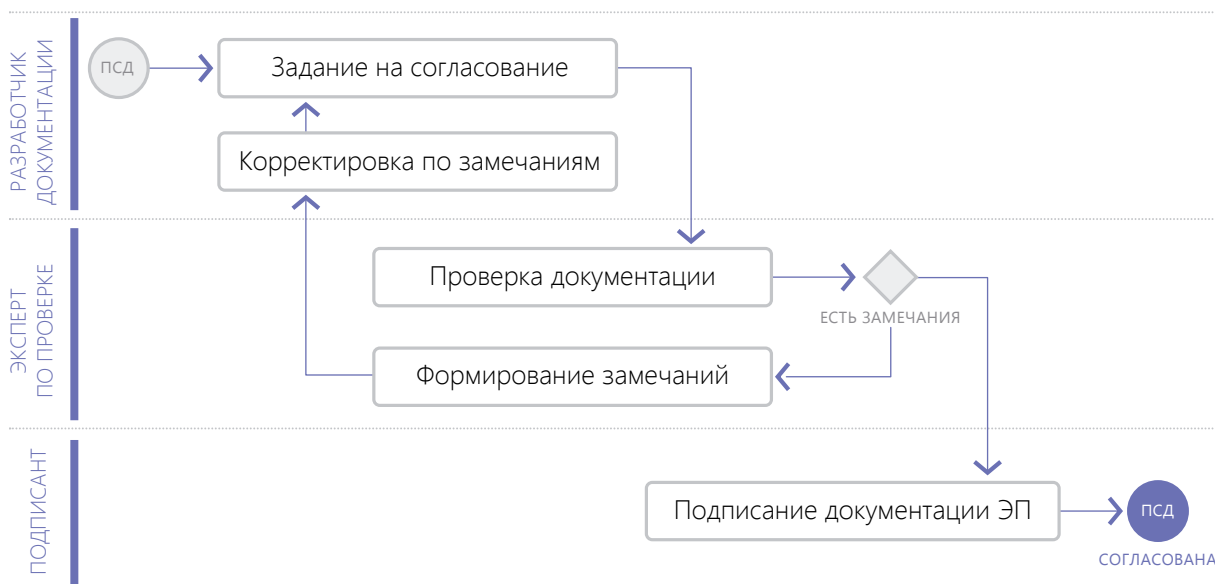 РАЗРАБОТЧИК
ДОКУМЕНТАЦИИ
ПСД
Задание на согласование
Корректировка по замечаниям
ЭКСПЕРТ
ПО ПРОВЕРКЕ
Проверка документации
ЕСТЬ ЗАМЕЧАНИЯ
Формирование замечаний
ПОДПИСАНТ
Подписание документации ЭП
ПСД
СОГЛАСОВАНА